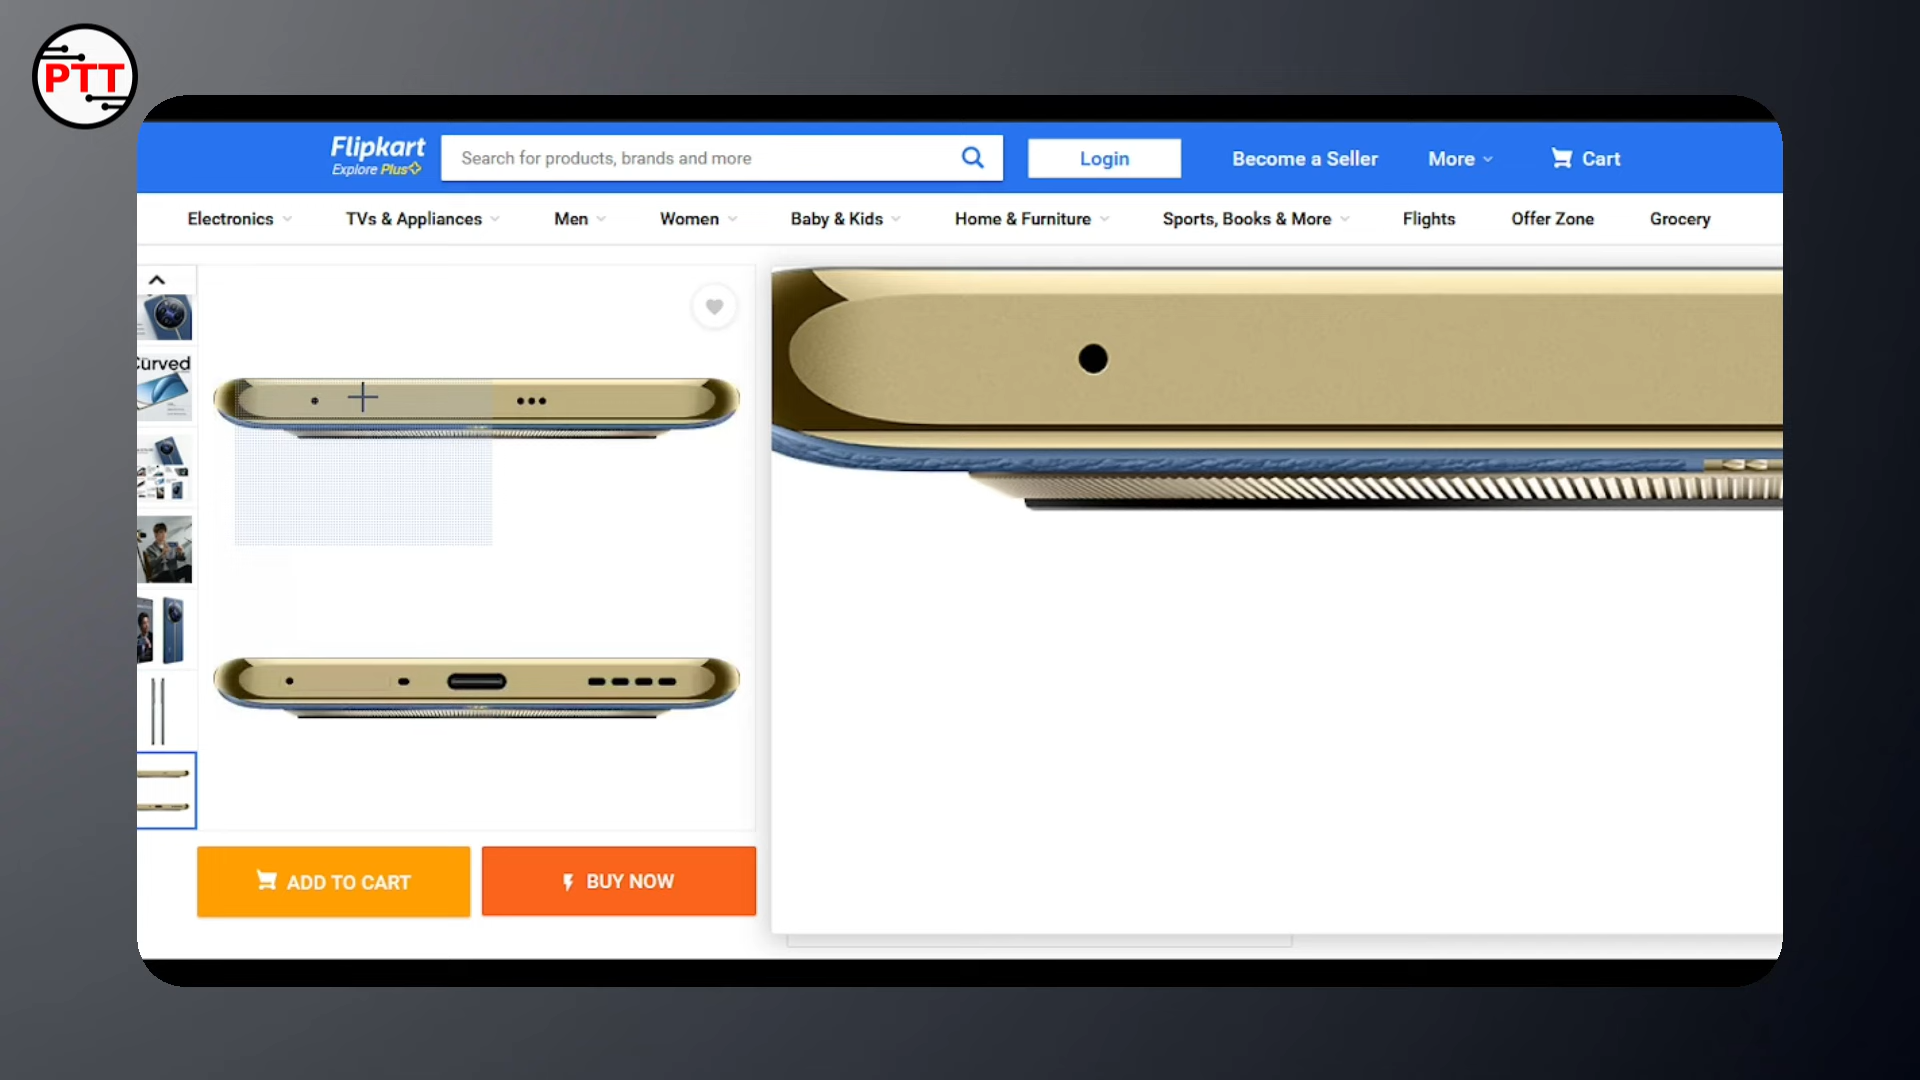 PTT
Flipkart
Explore Plus
Search for products, brands and more
Login
Become a Seller
More
Cart
Electronics
TVs & Appliances
Men
Women
Baby & Kids
Home & Furniture
Sports, Books & More
Flights
Offer Zone
Grocery
Curved
ADD TO CART
BUY NOW